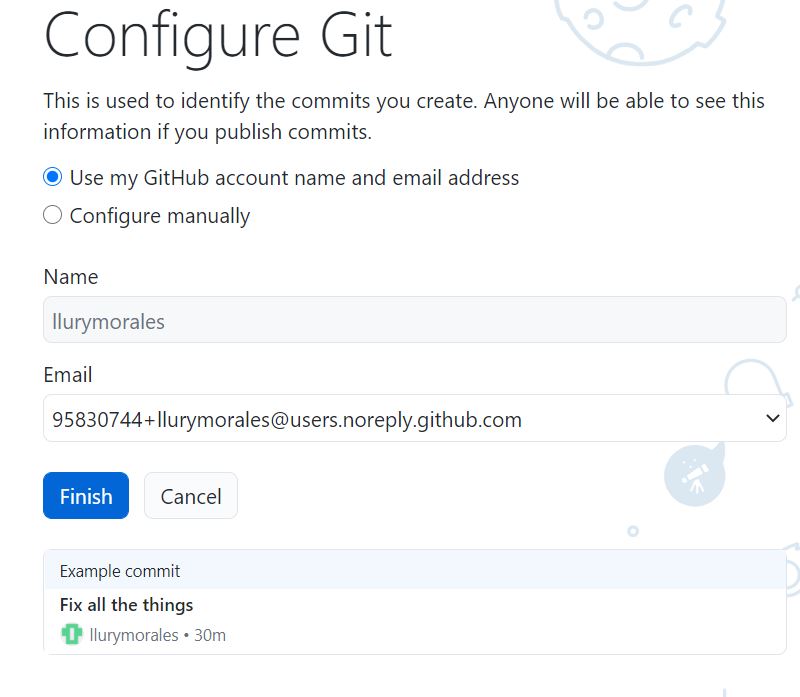 Configure Git
This is used to identify the commits you create. Anyone will be able to see this
information if you publish commits.
Use my GitHub account name and email address
Configure manually
Name
llurymorales
Email
95830744+llurymorales@users.noreply.github.com
Finish Cancel
Example commit
Fix all the things
llurymorales • 30m